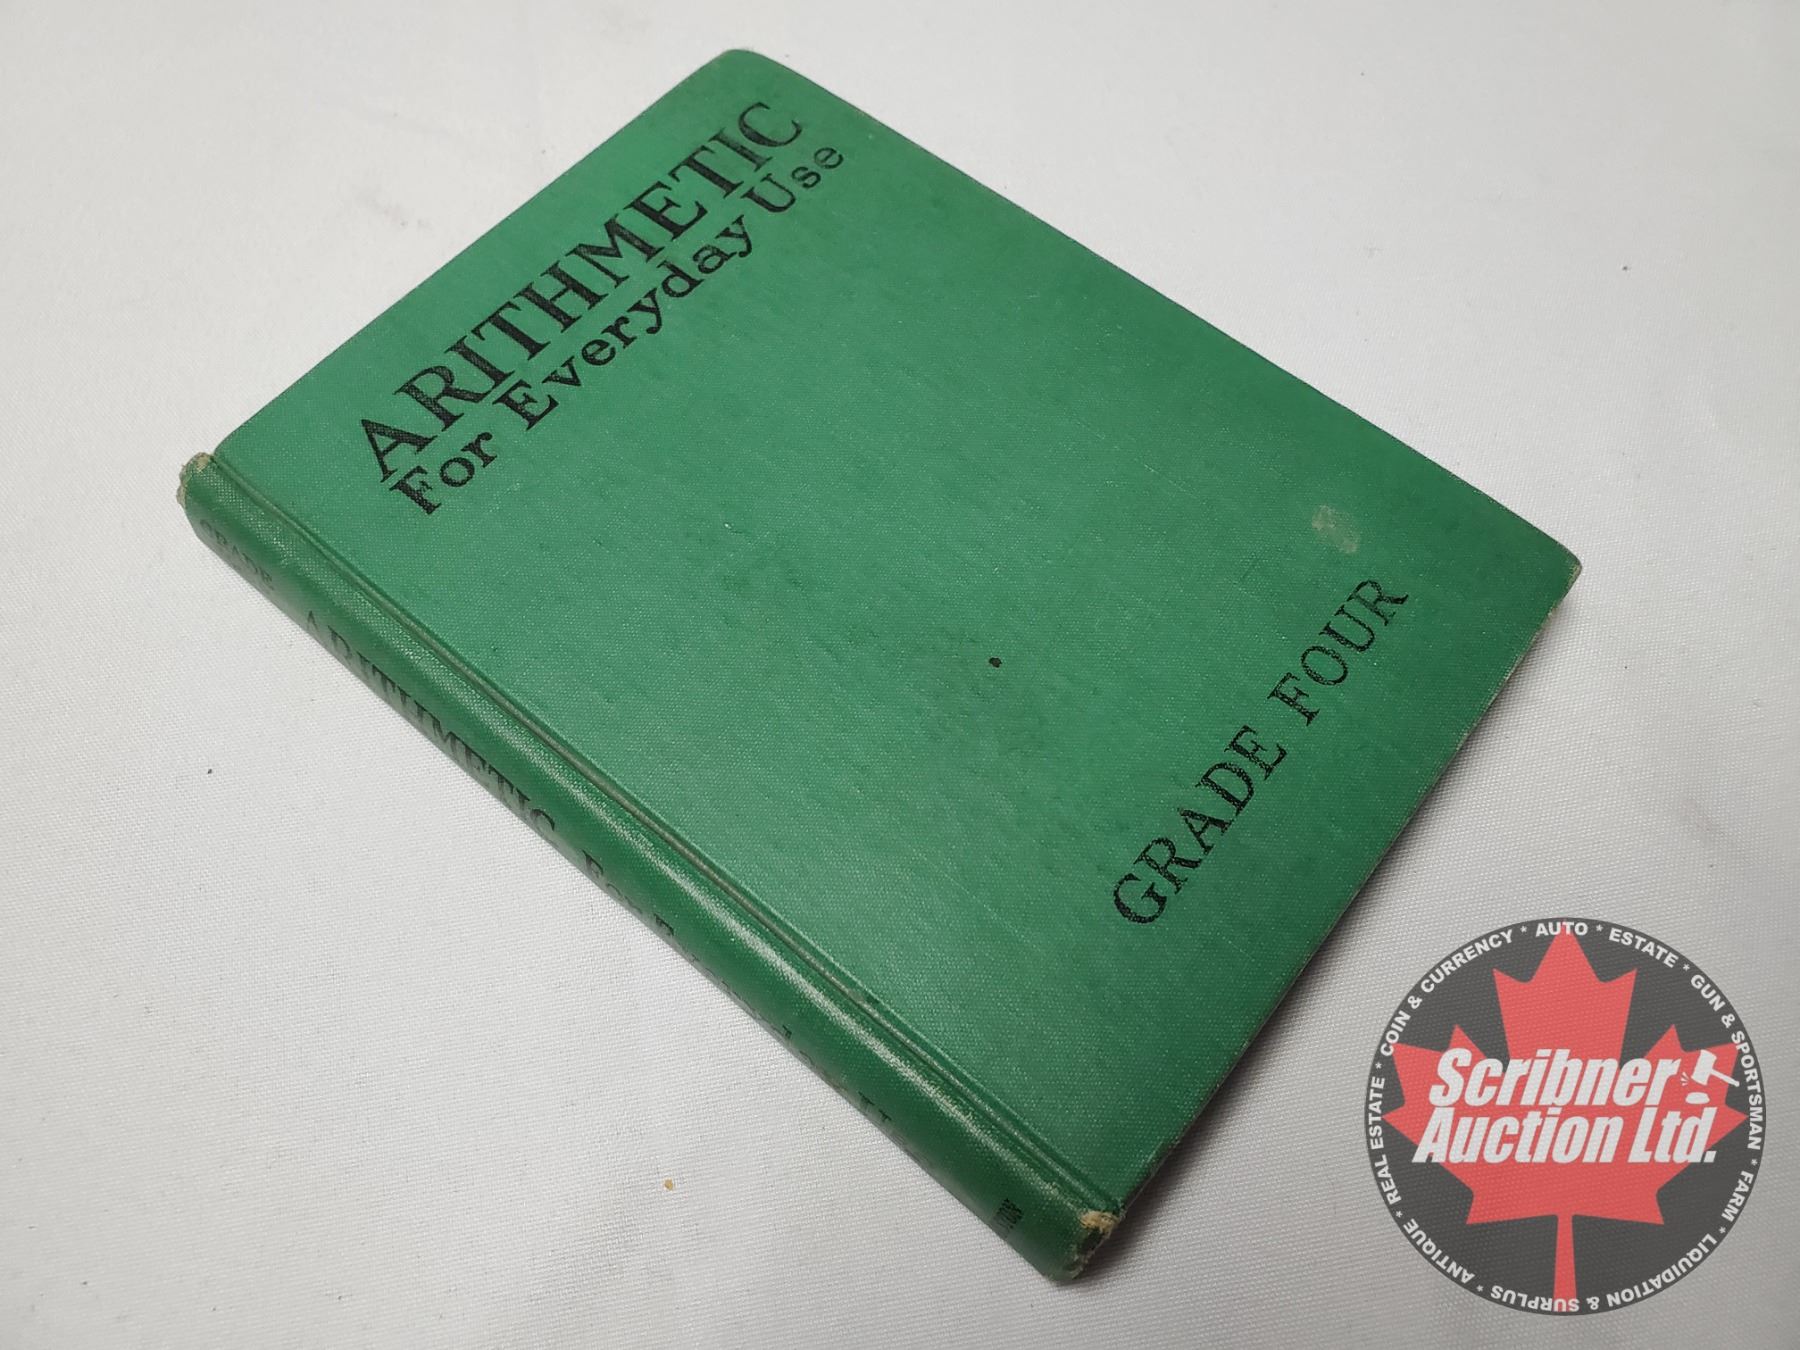 ARITHMETIC
For Everyday Use
GRADE FOUR
GRADE
ARITHMETIC
COIN & CURRENCY * AUTO * ESTATE * GUN & SPORTSMAN * FARM * LIQUIDATION & SURPLUS * ANTIQUE * REAL ESTATE *
Scribner
Auction Ltd.